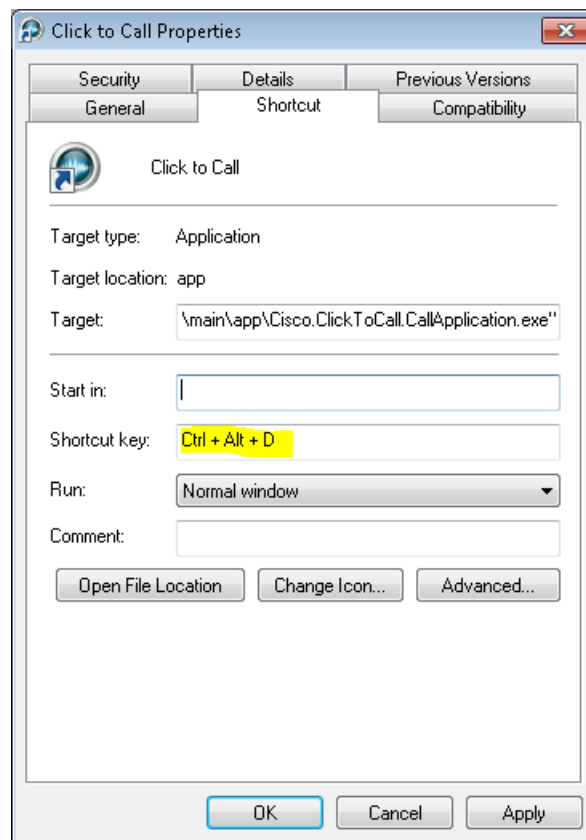 Click to Call Properties
Security Details Previous Versions
General Shortcut Compatibility
Click to Call
Target type: Application
Target location: app
Target: \main\app\Cisco.ClickToCall.CallApplication.exe"
Start in:
Shortcut key: Ctrl + Alt + D
Run: Normal window
Comment:
Open File Location Change Icon... Advanced...
OK Cancel Apply